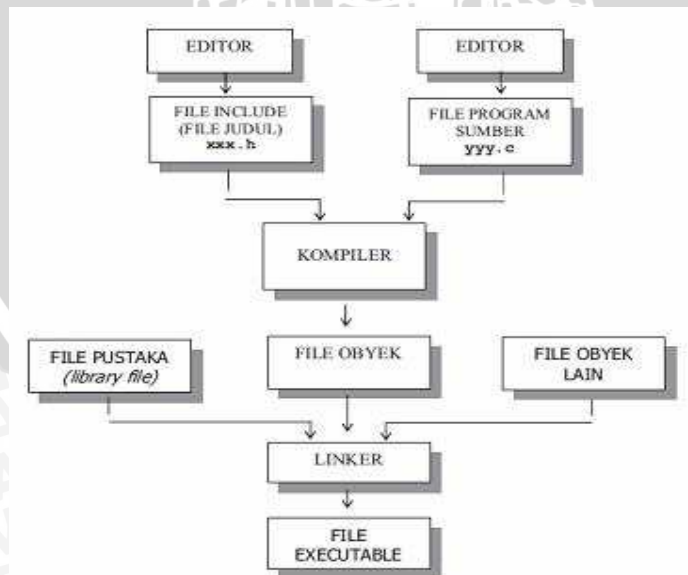 EDITOR
EDITOR
FILE INCLUDE
(FILE JUDUL)
xxx.h
FILE PROGRAM
SUMBER
yyy.c
KOMPILER
FILE PUSTAKA
(library file)
FILE OBYEK
FILE OBYEK
LAIN
LINKER
FILE
EXECUTABLE